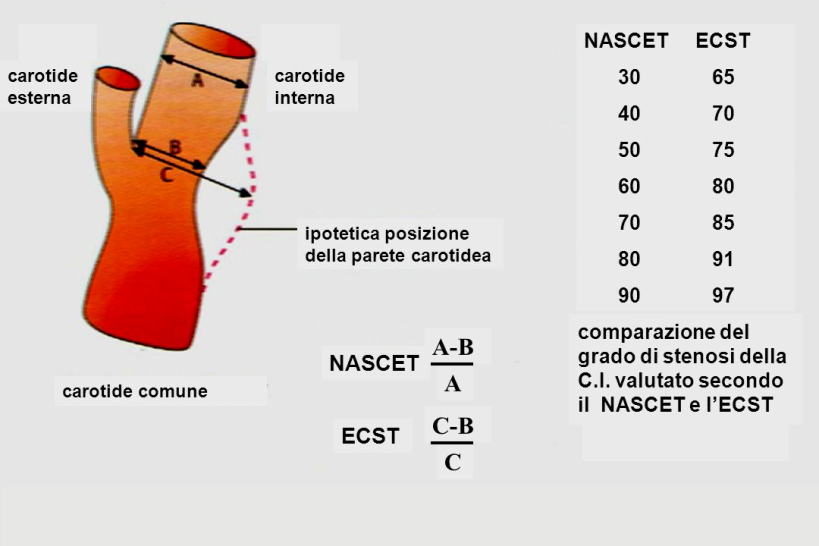 NASCET ECST
carotide
esterna
carotide
interna
A
B
C
30 65
40 70
50 75
60 80
70 85
80 91
90 97
ipotetica posizione
della parete carotidea
comparazione del
grado di stenosi della
C.I. valutato secondo
il NASCET e l'ECST
carotide comune
NASCET A-B
A
ECST C-B
C